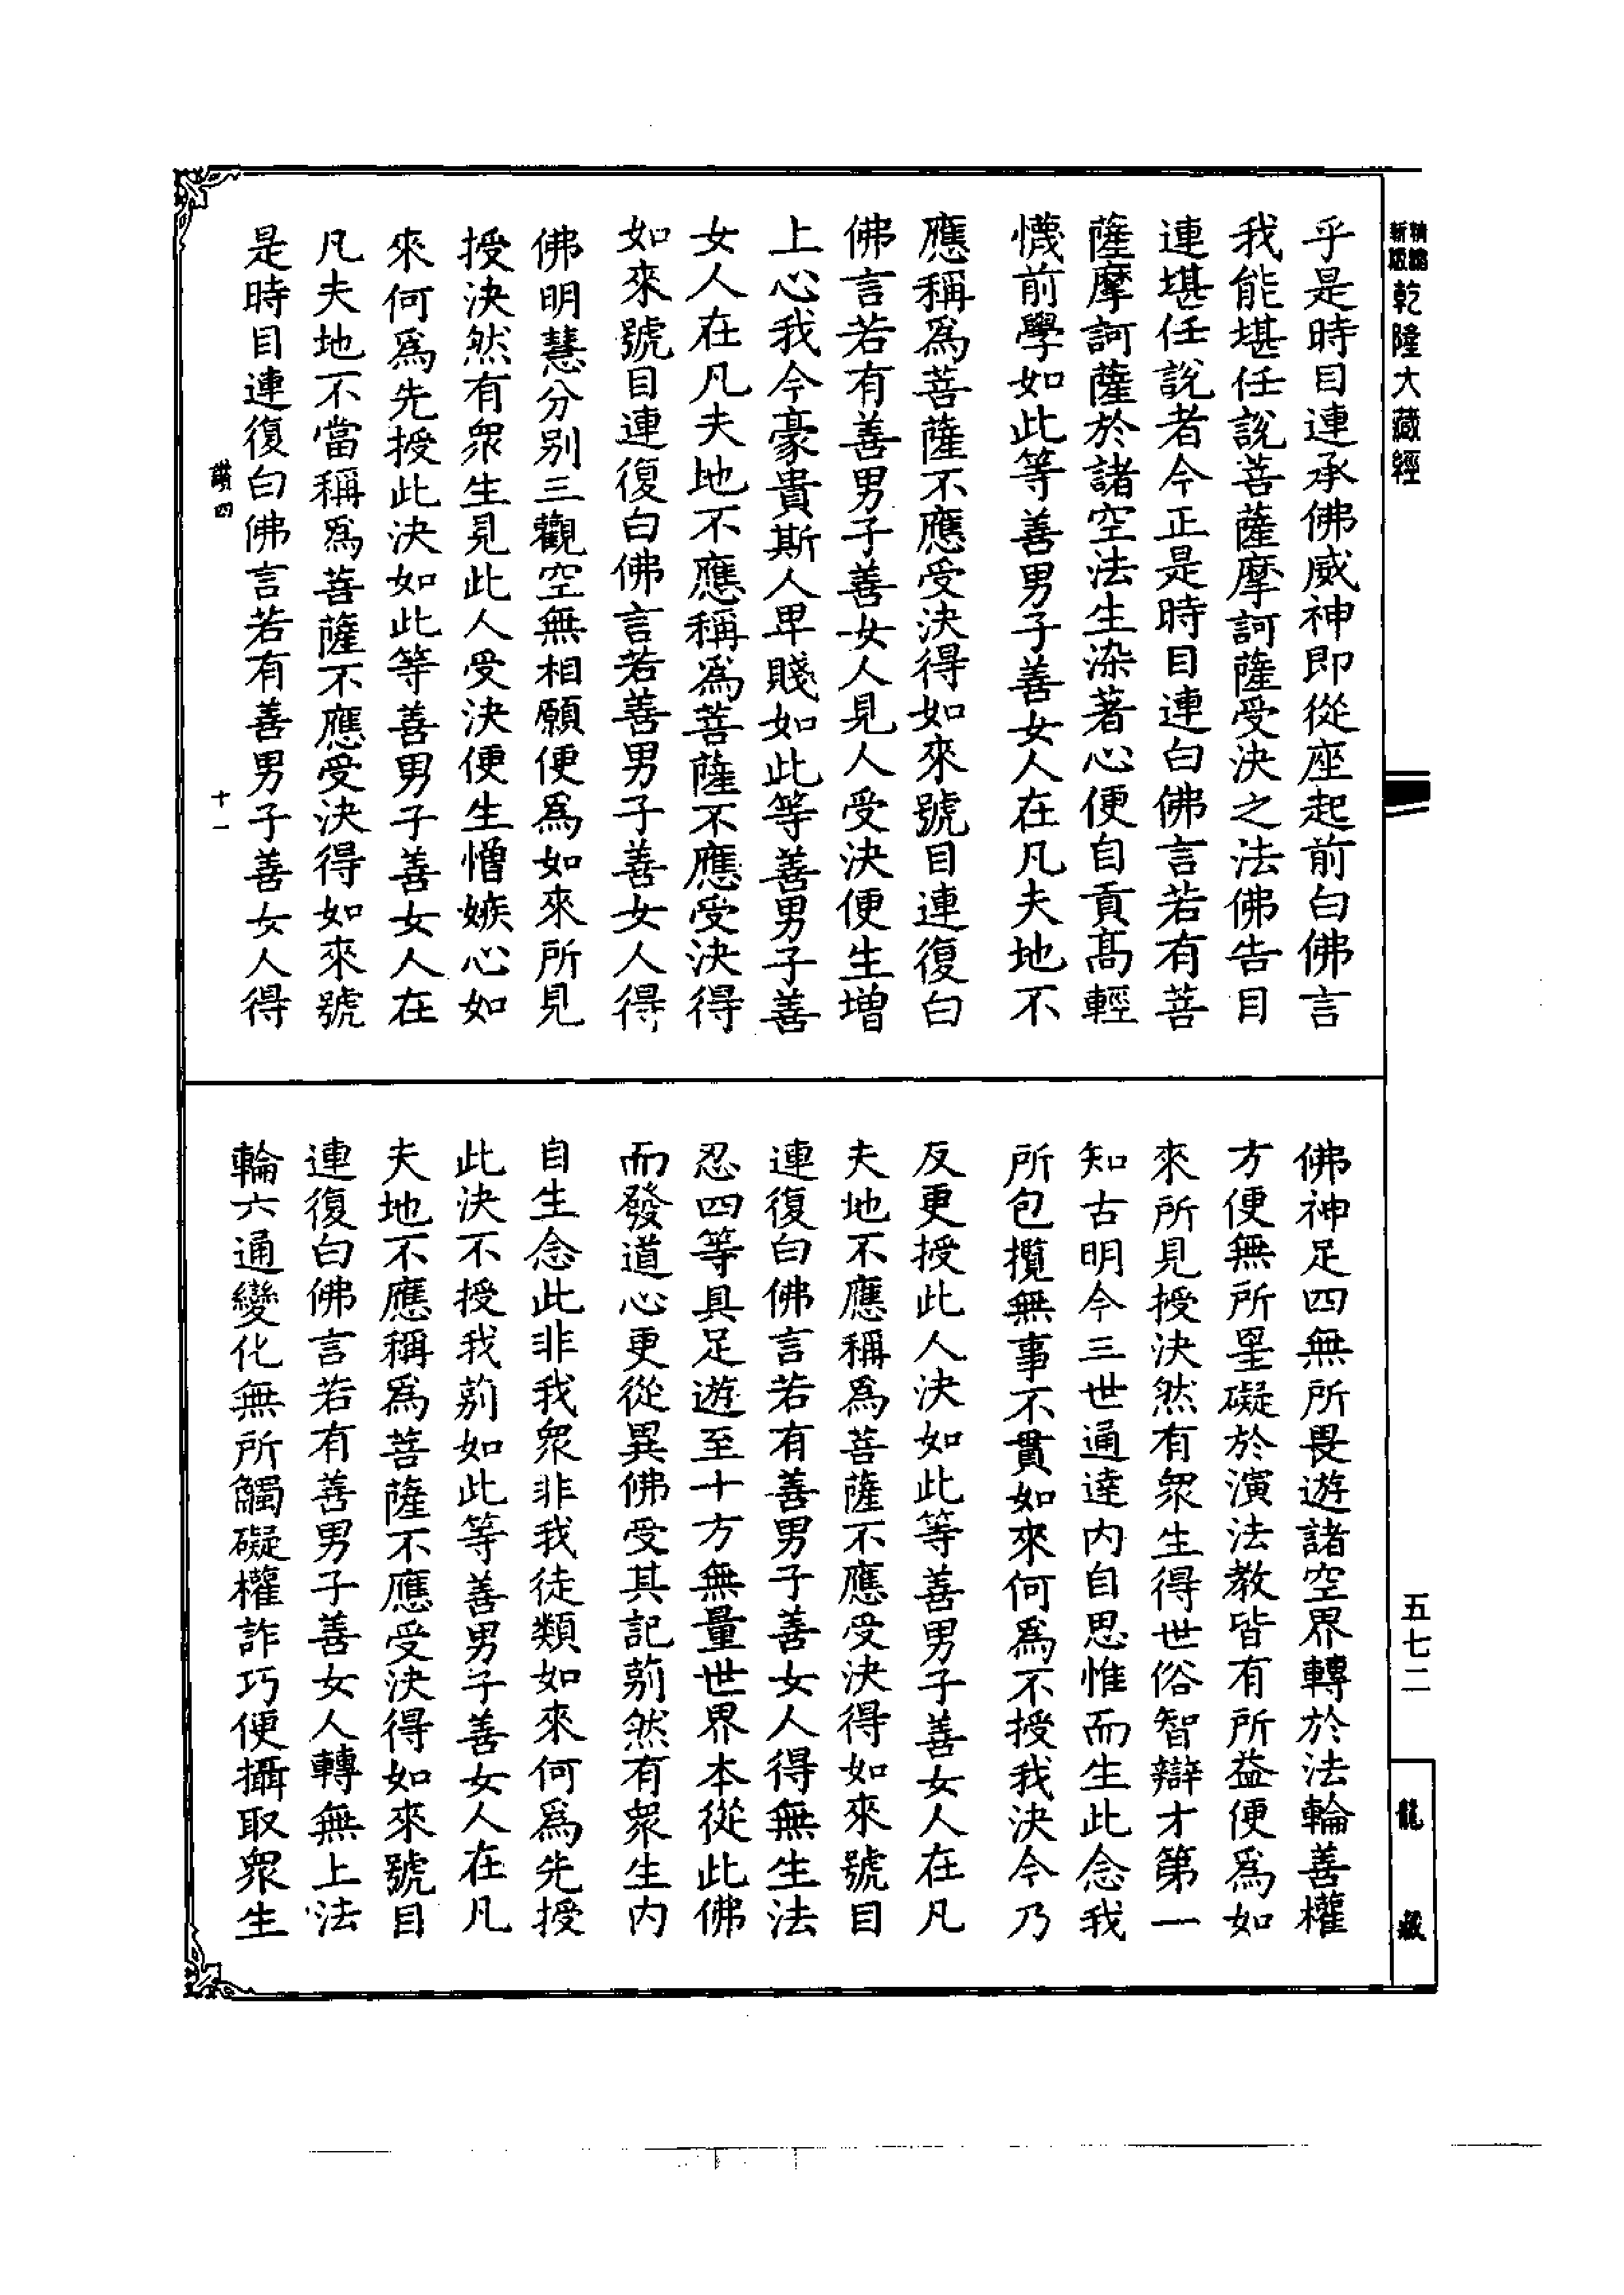 新版
精縮
乾隆大藏經
乎是時目連承佛威神即從座起前白佛言
我能堪任說菩薩摩訶薩受決之法佛告目
連堪任說者今正是時目連白佛言若有菩
薩摩訶薩於諸空法生染著心便自貢高輕
懱前學如此等善男子善女人在凡夫地不
應稱爲菩薩不應受決得如來號目連復白
佛言若有善男子善女人見人受決便生增
上心我今豪貴斯人卑賤如此等善男子善
女人在凡夫地不應稱爲菩薩不應受決得
如來號目連復白佛言若善男子善女人得
佛明慧分別三觀空無相願便爲如來所見
授決然有眾生見此人受決便生憎嫉心如
來何爲先授此決如此等善男子善女人在
凡夫地不當稱爲菩薩不應受決得如來號
是時目連復白佛言若有善男子善女人得
四
十一
佛神足四無所畏遊諸空界轉於法輪善權
方便無所罣礙於演法教皆有所益便爲如
來所見授決然有眾生得世俗智辯才第一
知古明今三世通達內自思惟而生此念我
所包攬無事不貫如來何爲不授我決今乃
反更授此人決如此等善男子善女人在凡
夫地不應稱爲菩薩不應受決得如來號目
連復白佛言若有善男子善女人得無生法
忍四等具足遊至十方無量世界本從此佛
而發道心更從異佛受其記莂然有眾生內
自生念此非我眾非我徒類如來何爲先授
此決不授我莂如此等善男子善女人在凡
夫地不應稱爲菩薩不應受決得如來號目
連復白佛言若有善男子善女人轉無上法
輪六通變化無所觸礙權詐巧便攝取眾生
五七二
龍藏